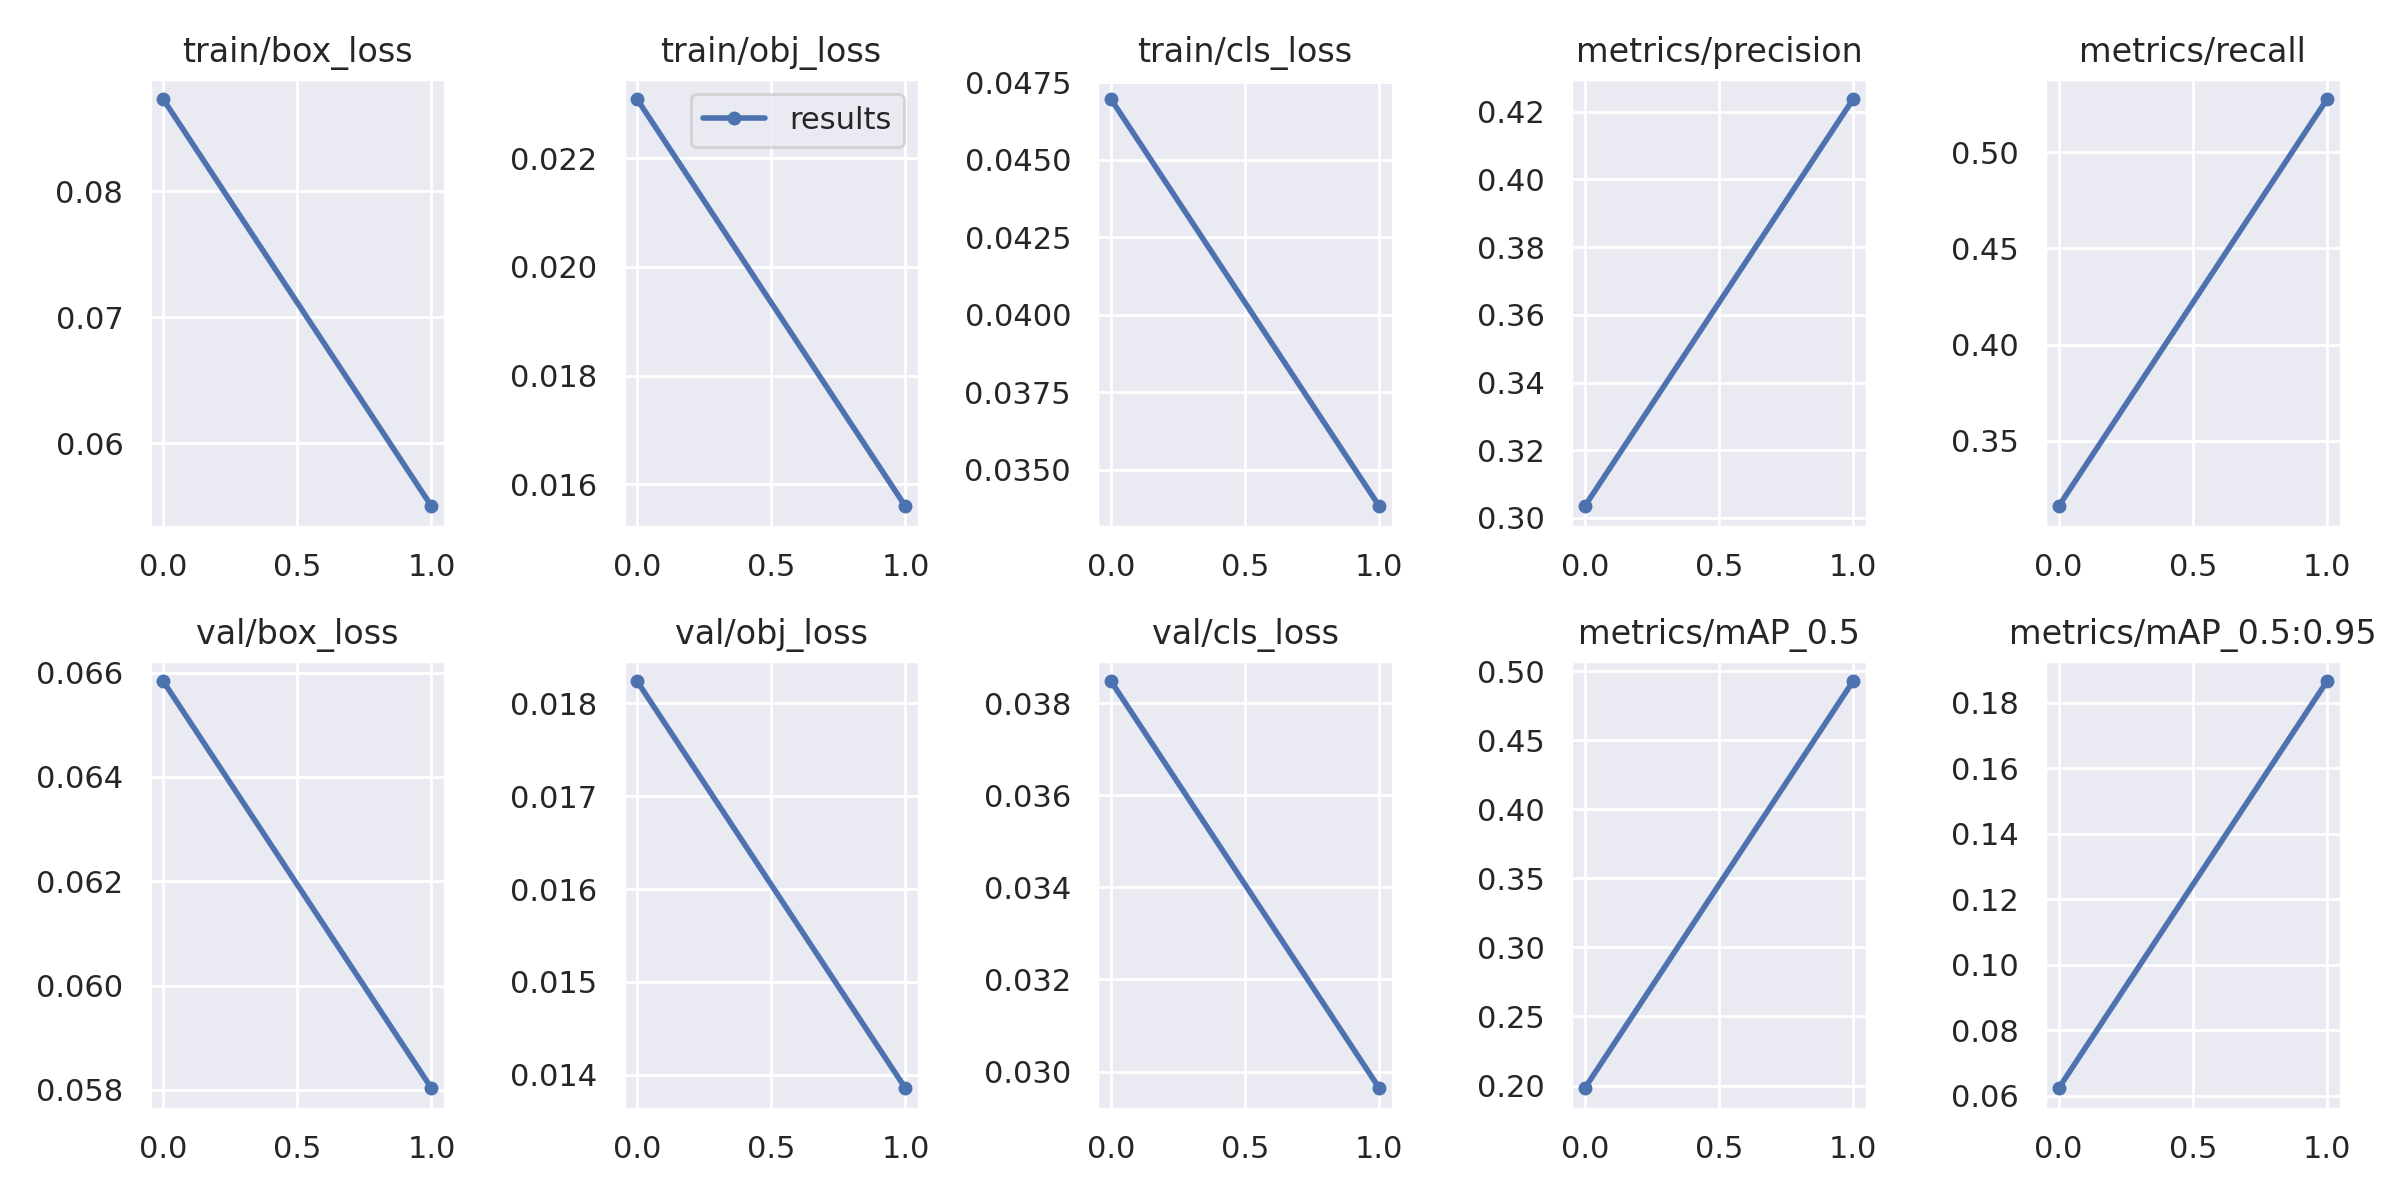 train/box_loss
0.08
0.07
0.06
0.0 0.5 1.0
train/obj_loss
results
0.022
0.020
0.018
0.016
0.0 0.5 1.0
train/cls_loss
0.0475
0.0450
0.0425
0.0400
0.0375
0.0350
0.0 0.5 1.0
metrics/precision
0.42
0.40
0.38
0.36
0.34
0.32
0.30
0.0 0.5 1.0
metrics/recall
0.50
0.45
0.40
0.35
0.0 0.5 1.0
val/box_loss
0.066
0.064
0.062
0.060
0.058
0.0 0.5 1.0
val/obj_loss
0.018
0.017
0.016
0.015
0.014
0.0 0.5 1.0
val/cls_loss
0.038
0.036
0.034
0.032
0.030
0.0 0.5 1.0
metrics/mAP_0.5
0.50
0.45
0.40
0.35
0.30
0.25
0.20
0.0 0.5 1.0
metrics/mAP_0.5:0.95
0.18
0.16
0.14
0.12
0.10
0.08
0.06
0.0 0.5 1.0